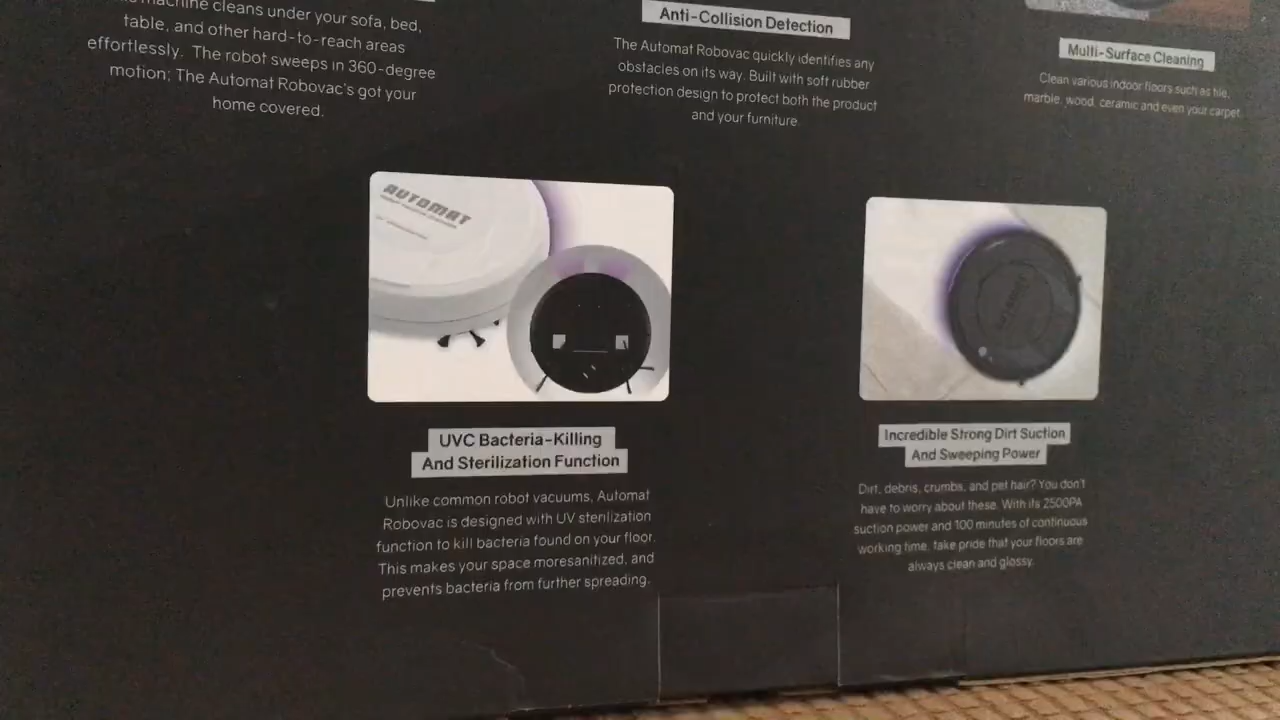 machine cleans under your sofa, bed,
table, and other hard-to-reach areas
effortlessly. The robot sweeps in 360-degree
motion; The Automat Robovac's got your
home covered.
Anti-Collision Detection
The Automat Robovac quickly identifies any
obstacles on its way. Built with soft rubber
protection design to protect both the product
and your furniture.
Multi-Surface Cleaning
Clean various indoor floors such as tile,
marble, wood, ceramic and even your carpet.
AUTOMAT
UVC Bacteria-Killing
And Sterilization Function
Unlike common robot vacuums, Automat
Robovac is designed with UV sterilization
function to kill bacteria found on your floor.
This makes your space moresanitized, and
prevents bacteria from further spreading.
AUTOMAT
Incredible Strong Dirt Suction
And Sweeping Power
Dirt, debris, crumbs, and pet hair? You don't
have to worry about these. With its 2500PA
suction power and 100 minutes of continuous
working time, take pride that your floors are
always clean and glossy.